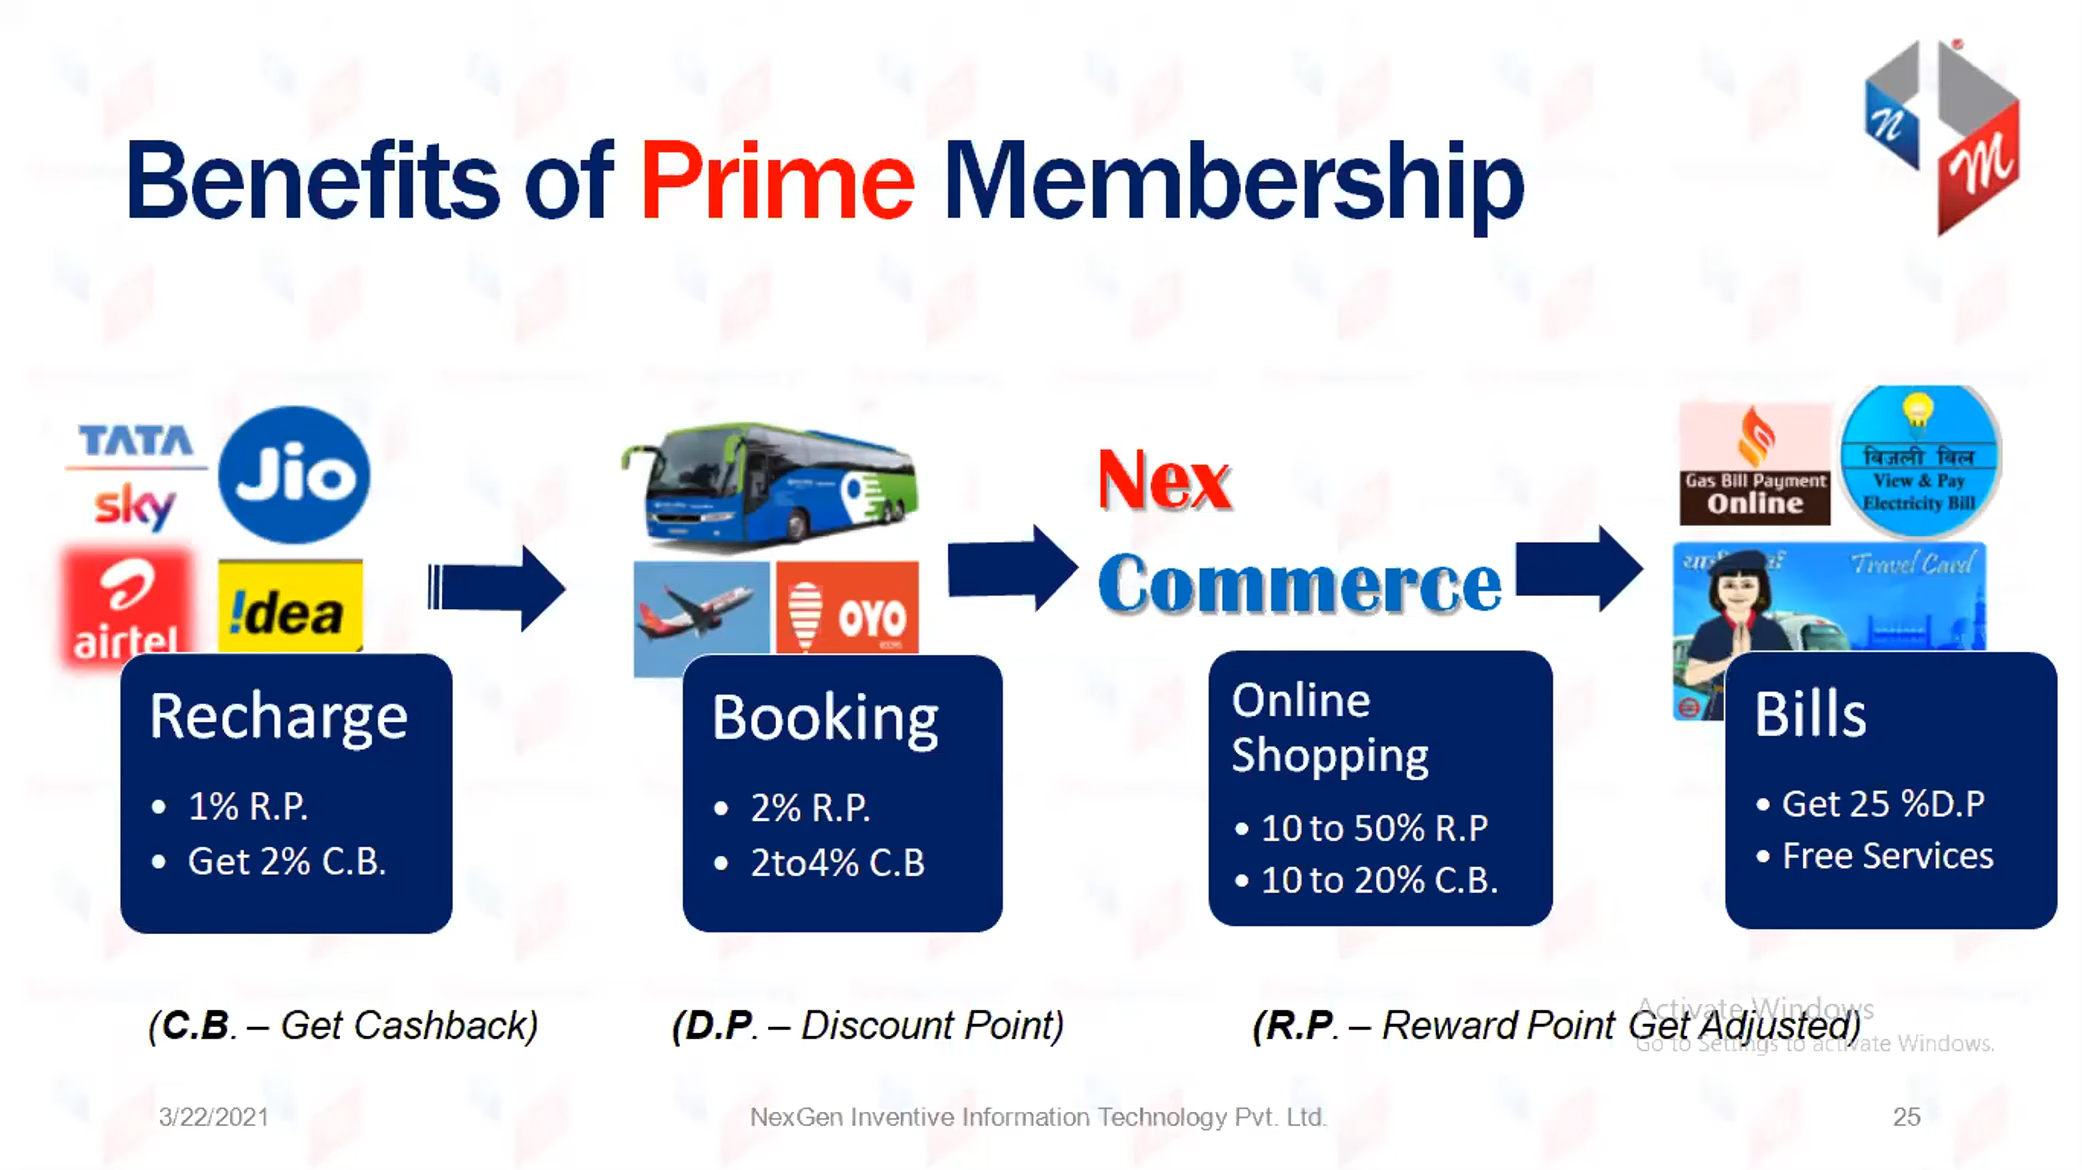 Benefits of Prime Membership
n
M
TATA
sky
Jio
airtel
!dea
OYO
Nex
Commerce
Gas Bill Payment
Online
बिजली बिल
View & Pay
Electricity Bill
Travel Card
Recharge
• 1% R.P.
• Get 2% C.B.
Booking
• 2% R.P.
• 2to4% C.B
Online
Shopping
• 10 to 50% R.P
• 10 to 20% C.B.
Bills
• Get 25 %D.P
• Free Services
(C.B. – Get Cashback)
(D.P. – Discount Point)
(R.P. – Reward Point Get Adjusted)
Activate Windows
Go to Settings to activate Windows.
3/22/2021
NexGen Inventive Information Technology Pvt. Ltd.
25